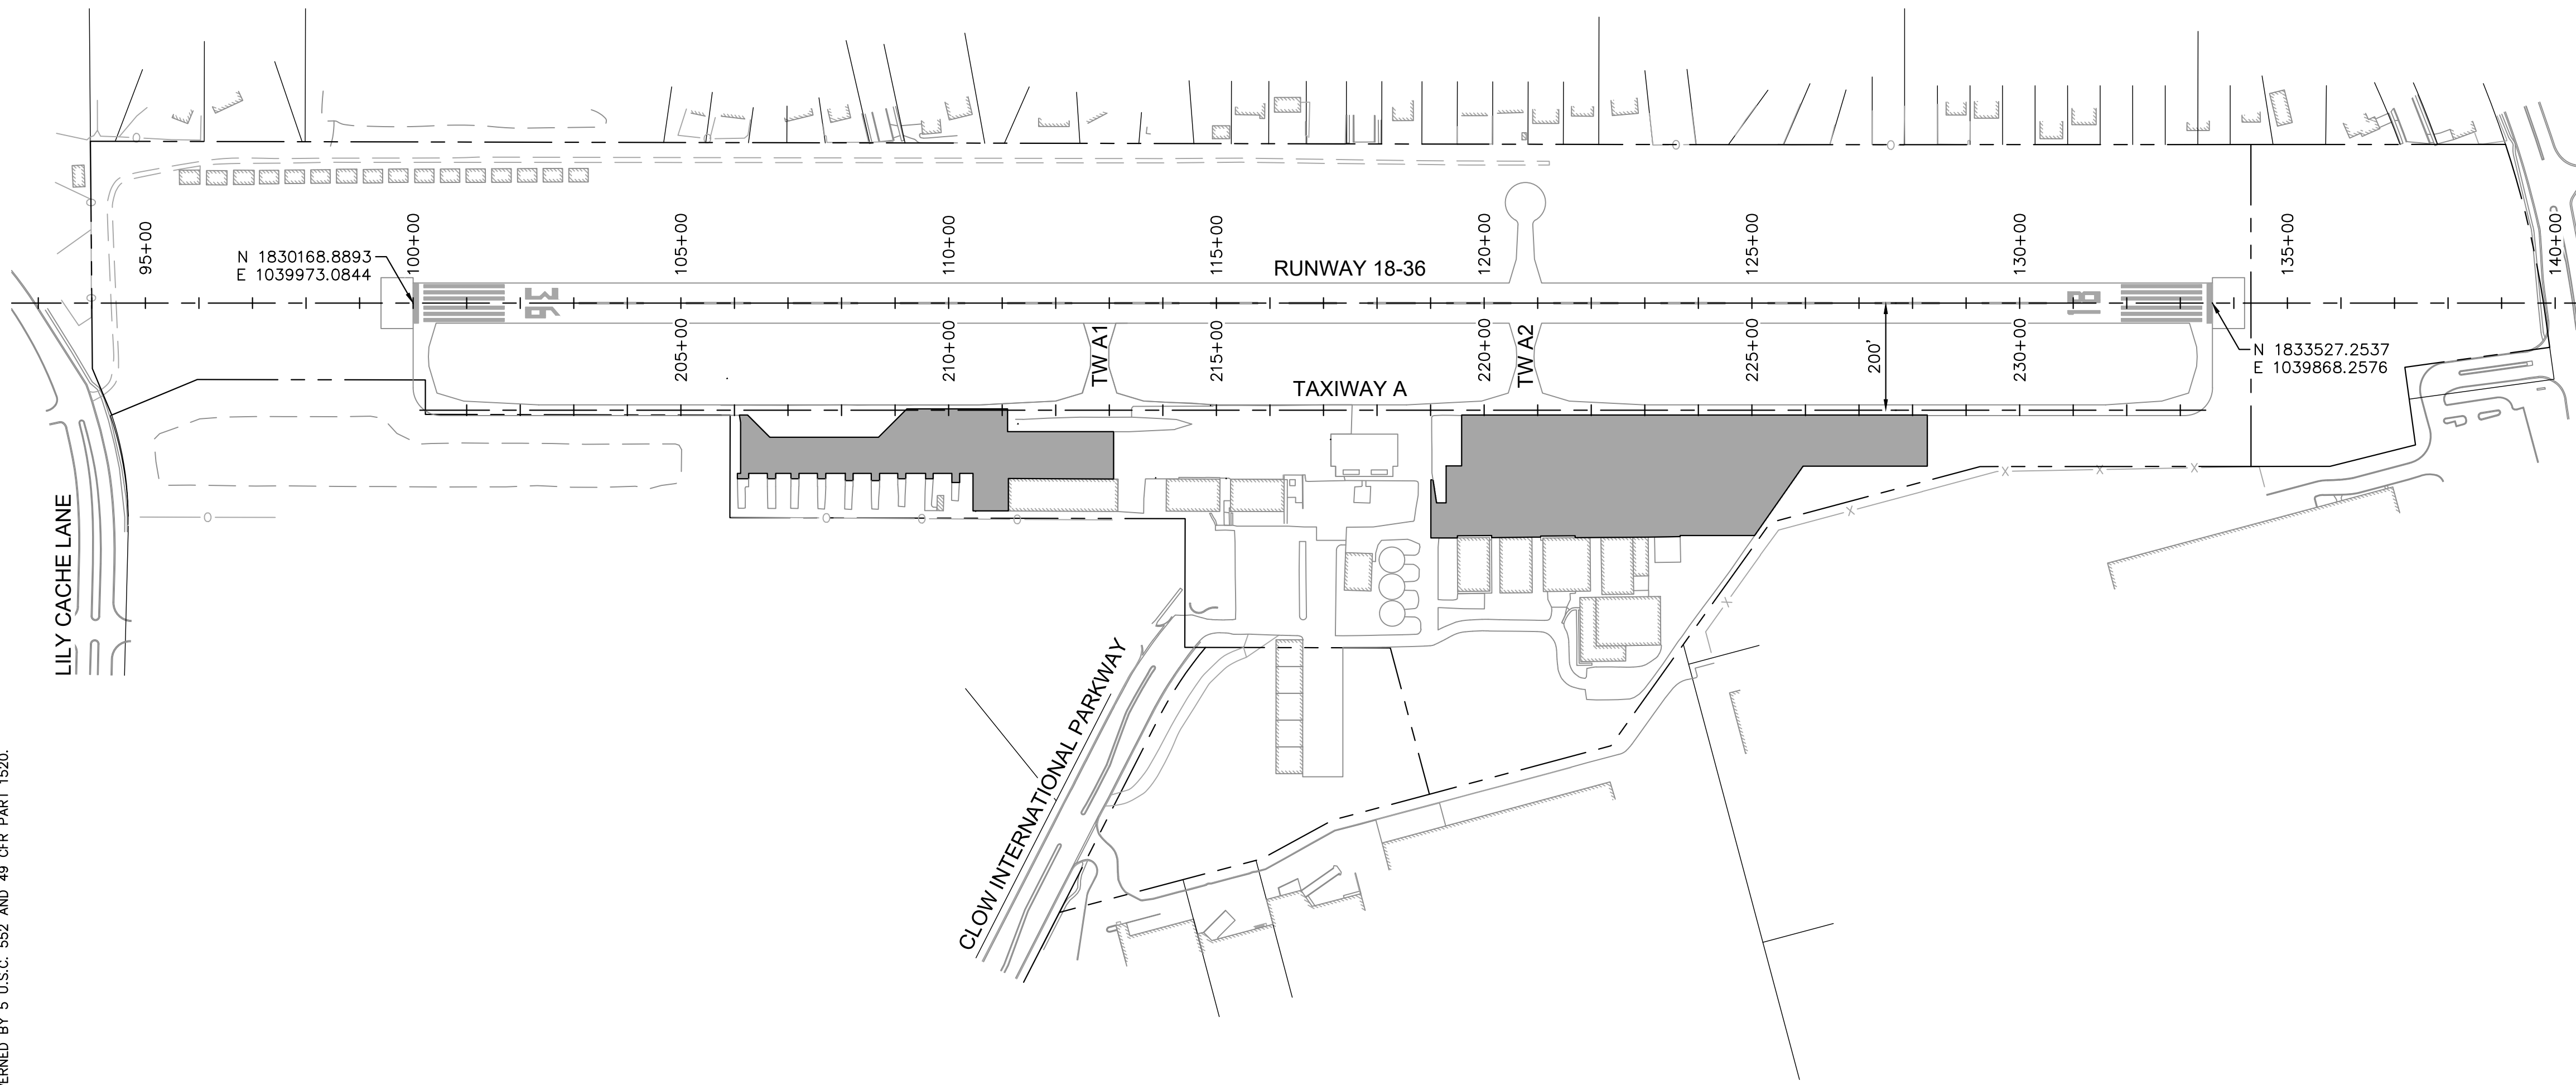 N 1830168.8893
E 1039973.0844
95+00
100+00
105+00
110+00
115+00
120+00
125+00
130+00
135+00
140+00
RUNWAY 18-36
36
18
205+00
210+00
TW A1
215+00
220+00
TW A2
225+00
200'
230+00
N 1833527.2537
E 1039868.2576
TAXIWAY A
LILY CACHE LANE
CLOW INTERNATIONAL PARKWAY
BY 5 U.S.C. 552 AND 49 CFR PART 1520.